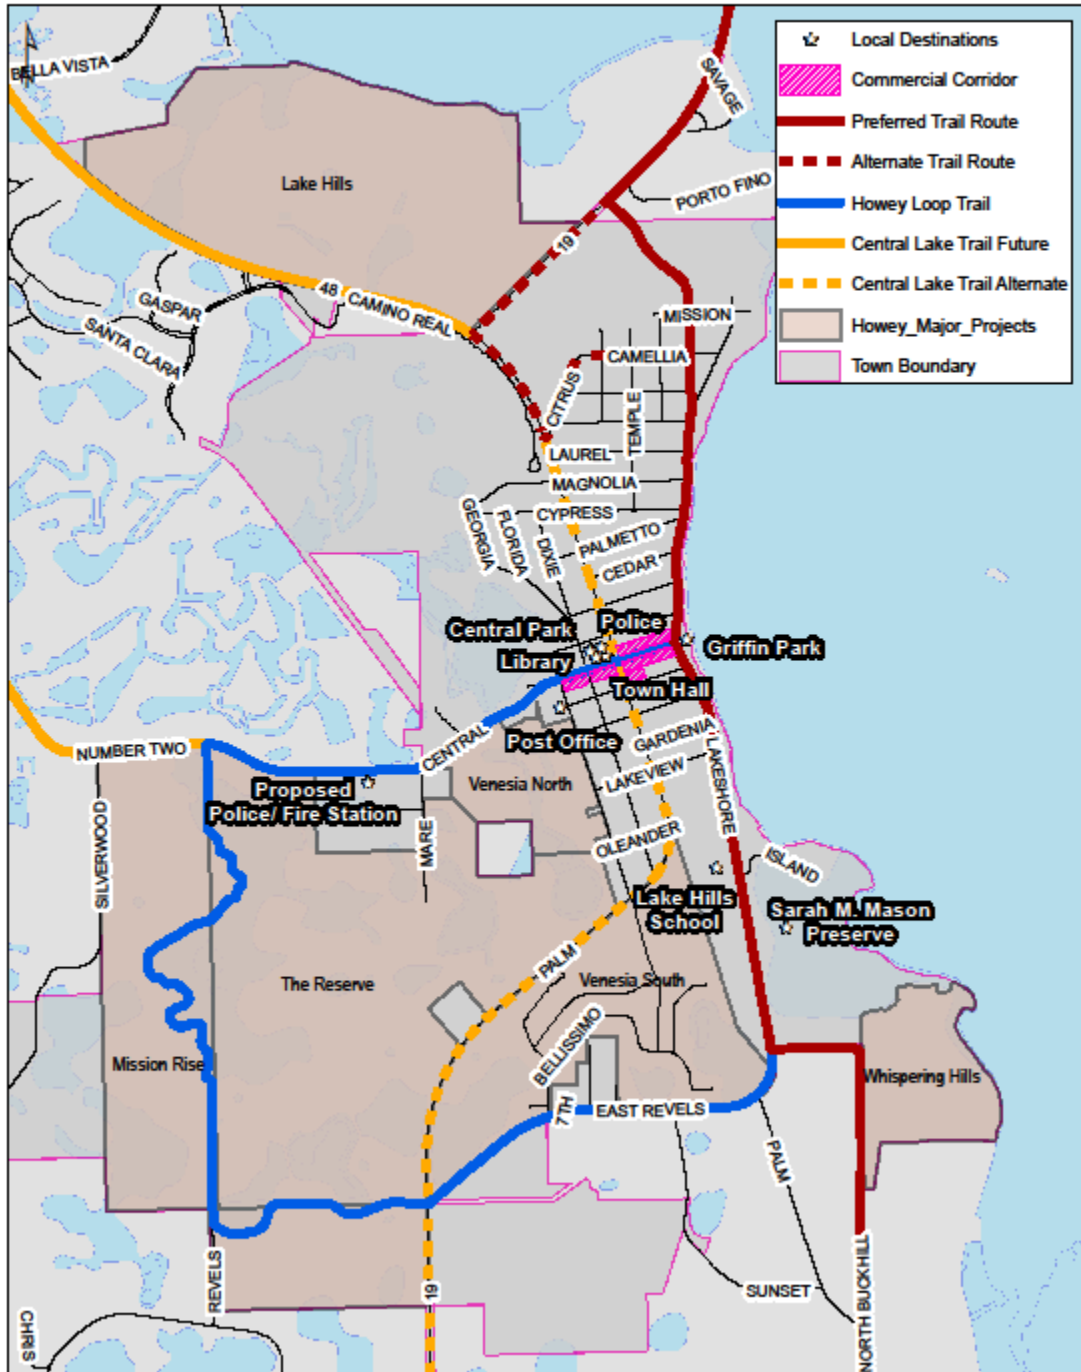 BELLA VISTA
SAVAGE
Local Destinations
Commercial Corridor
Preferred Trail Route
Alternate Trail Route
Howey Loop Trail
Central Lake Trail Future
Central Lake Trail Alternate
Howey_Major_Projects
Town Boundary
Lake Hills
PORTO FINO
19
48 CAMINO REAL
GASPAR
SANTA CLARA
MISSION
CAMELLIA
CITRUS
TEMPLE
LAUREL
MAGNOLIA
CYPRESS
GEORGIA
FLORIDA
DIXIE
PALMETTO
CEDAR
Central Park
Police
Library
Griffin Park
Town Hall
Post Office
GARDENIA
LAKESHORE
CENTRAL
NUMBER TWO
Proposed
Police/ Fire Station
Venesia North
LAKEVIEW
SILVERWOOD
MARE
OLEANDER
ISLAND
Lake Hills
School
Sarah M. Mason
Preserve
PALM
The Reserve
Venesia South
BELLISSIMO
Mission Rise
Whispering Hills
7TH
EAST REVELS
PALM
REVELS
19
SUNSET
NORTH BUCKHILL
CHRIS